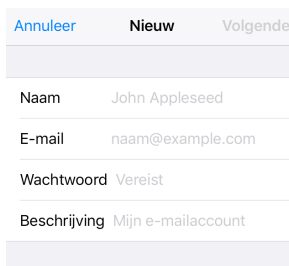 Annuleer Nieuw Volgende
Naam John Appleseed
E-mail naam@example.com
Wachtwoord Vereist
Beschrijving Mijn e-mailaccount